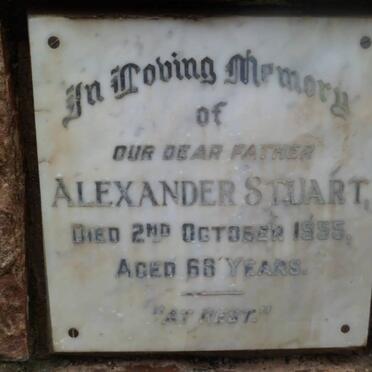 In Loving Memory
of
OUR DEAR FATHER
ALEXANDER STUART,
DIED 2ND OCTOBER 1955,
AGED 68 YEARS.
"AT REST."